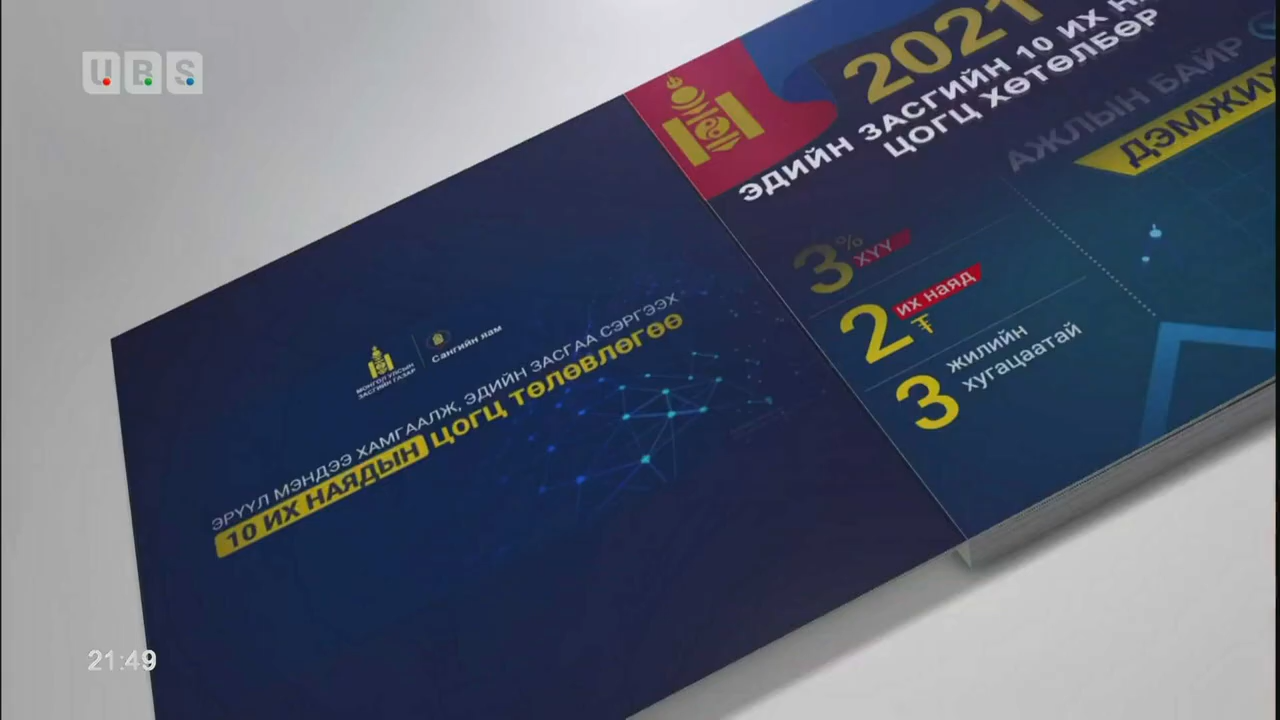 UBS
2021
ЭДИЙН ЗАСГИЙН 10 ИХ
ЦОГЦ ХӨТӨЛБӨР
АЖЛЫН БАЙР
ДЭМЖИХ
3% ХҮҮ
2 ИХ НАЯД ₮
3 ЖИЛИЙН
хугацаатай
МОНГОЛ УЛСЫН
ЗАСГИЙН ГАЗАР
Сангийн яам
ЭРҮҮЛ МЭНДЭЭ ХАМГААЛЖ, ЭДИЙН ЗАСГАА СЭРГЭЭХ
10 ИХ НАЯДЫН ЦОГЦ ТӨЛӨВЛӨГӨӨ
21:49